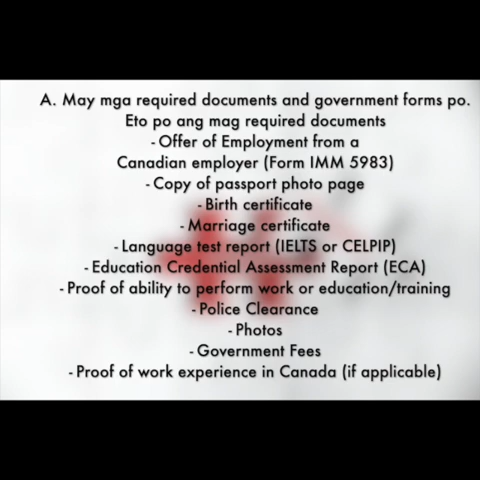 A. May mga required documents and government forms po.
Eto po ang mag required documents
- Offer of Employment from a
Canadian employer (Form IMM 5983)
- Copy of passport photo page
- Birth certificate
- Marriage certificate
- Language test report (IELTS or CELPIP)
- Education Credential Assessment Report (ECA)
- Proof of ability to perform work or education/training
- Police Clearance
- Photos
- Government Fees
- Proof of work experience in Canada (if applicable)